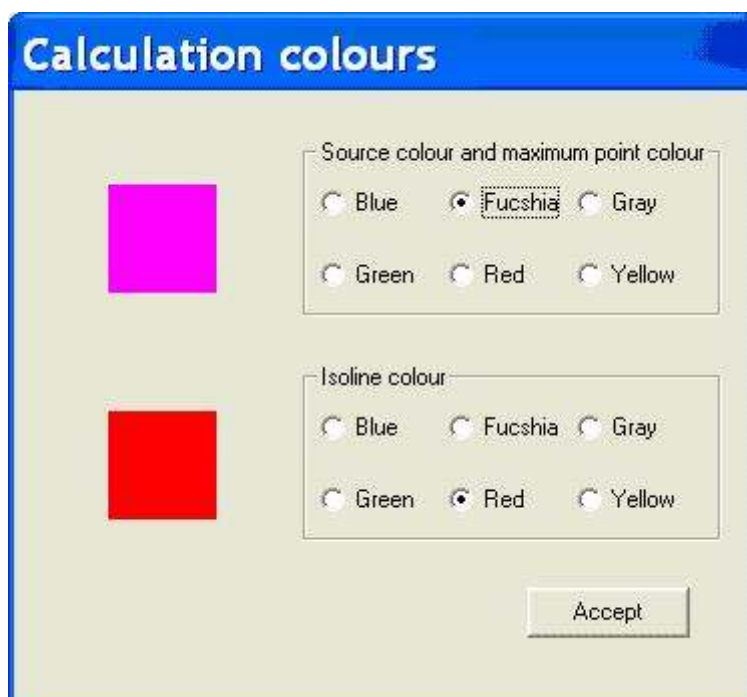 Calculation colours
Source colour and maximum point colour
Blue Fucshia Gray
Green Red Yellow
Isoline colour
Blue Fucshia Gray
Green Red Yellow
Accept